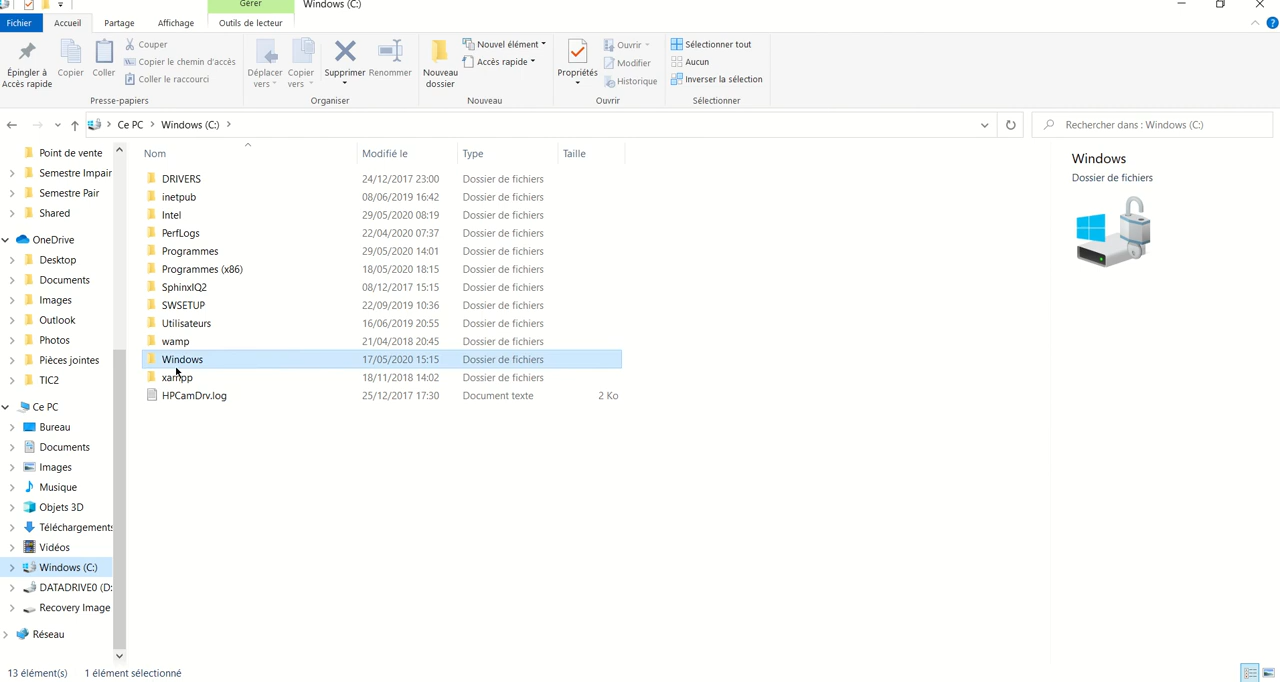 Gérer
Windows (C:)
Fichier
Accueil
Partage
Affichage
Outils de lecteur
?
Épingler à
Accès rapide
Copier
Coller
Couper
Copier le chemin d'accès
Coller le raccourci
Presse-papiers
Déplacer
vers
Copier
vers
Supprimer
Renommer
Organiser
Nouveau
dossier
Nouvel élément
Accès rapide
Nouveau
Propriétés
Ouvrir
Modifier
Historique
Ouvrir
Sélectionner tout
Aucun
Inverser la sélection
Sélectionner
Ce PC > Windows (C:) >
Rechercher dans : Windows (C:)
Point de vente
Semestre Impair
Semestre Pair
Shared
OneDrive
Desktop
Documents
Images
Outlook
Photos
Pièces jointes
TIC2
Ce PC
Bureau
Documents
Images
Musique
Objets 3D
Téléchargements
Vidéos
Windows (C:)
DATADRIVE0 (D:
Recovery Image
Réseau
Nom Modifié le Type Taille
DRIVERS 24/12/2017 23:00 Dossier de fichiers
inetpub 08/06/2019 16:42 Dossier de fichiers
Intel 29/05/2020 08:19 Dossier de fichiers
PerfLogs 22/04/2020 07:37 Dossier de fichiers
Programmes 29/05/2020 14:01 Dossier de fichiers
Programmes (x86) 18/05/2020 18:15 Dossier de fichiers
SphinxIQ2 08/12/2017 15:15 Dossier de fichiers
SWSETUP 22/09/2019 10:36 Dossier de fichiers
Utilisateurs 16/06/2019 20:55 Dossier de fichiers
wamp 21/04/2018 20:45 Dossier de fichiers
Windows 17/05/2020 15:15 Dossier de fichiers
xampp 18/11/2018 14:02 Dossier de fichiers
HPCamDrv.log 25/12/2017 17:30 Document texte 2 Ko
Windows
Dossier de fichiers
13 élément(s) 1 élément sélectionné